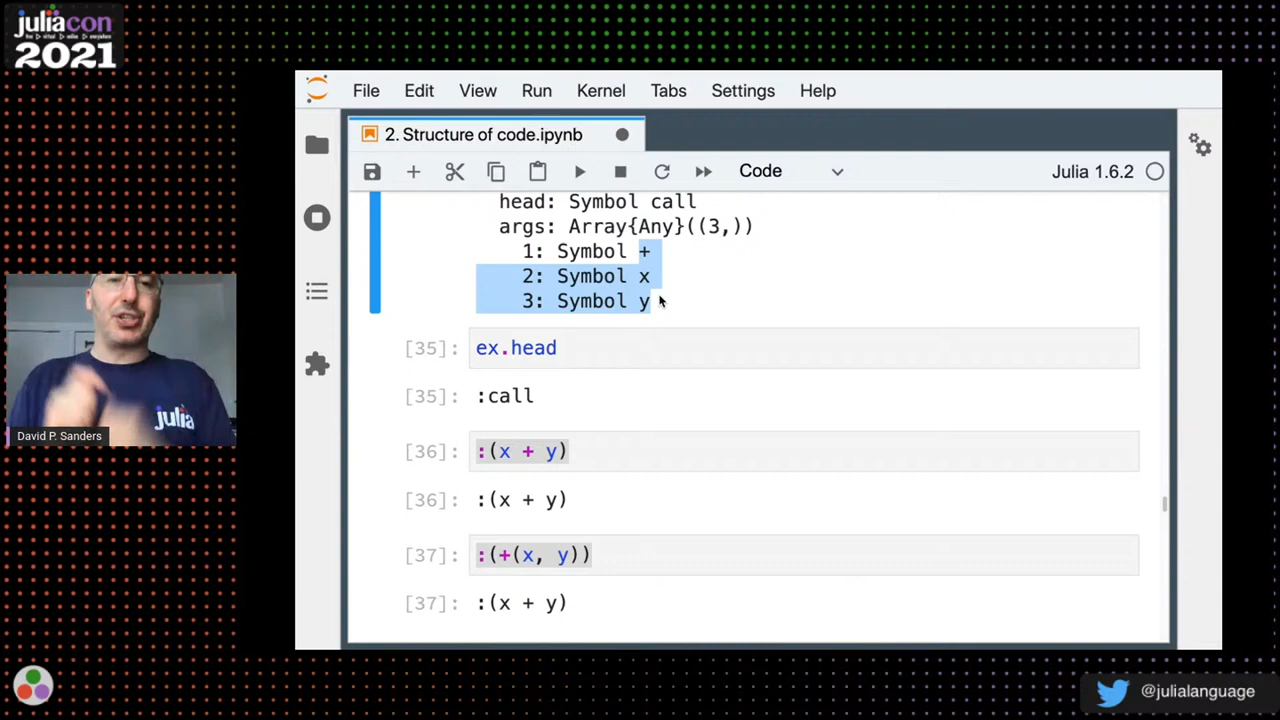 juliacon
2021
File Edit View Run Kernel Tabs Settings Help
2. Structure of code.ipynb
Code
Julia 1.6.2
head: Symbol call
args: Array{Any}((3,))
1: Symbol +
2: Symbol x
3: Symbol y
[35]: ex.head
[35]: :call
[36]: :(x + y)
[36]: :(x + y)
[37]: :(+(x, y))
[37]: :(x + y)
julia
David P. Sanders
@julialanguage